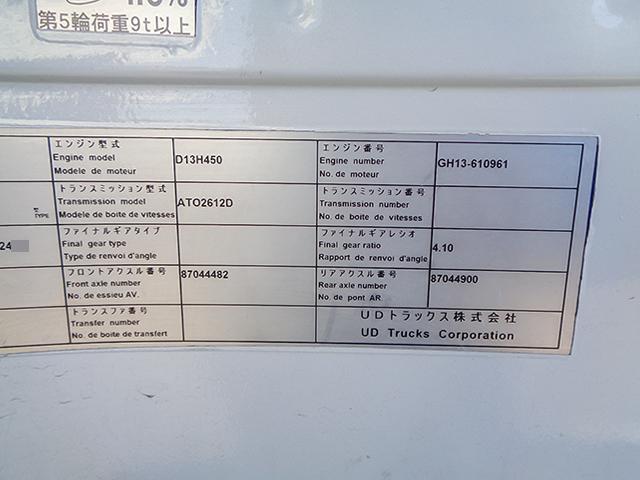 第5輪荷重9t以上
エンジン型式
Engine model
Modele de moteur
D13H450
エンジン番号
Engine number
No. de moteur
GH13-610961
TYPE
トランスミッション型式
Transmission model
Modele de boite de vitesses
ATO2612D
トランスミッション番号
Transmission number
No. de boite de vitesses
24
ファイナルギアタイプ
Final gear type
Type de renvoi d'angle
ファイナルギアレシオ
Final gear ratio
Rapport de renvoi d'angle
4.10
フロントアクスル番号
Front axle number
No. de essieu AV.
87044482
リアアクスル番号
Rear axle number
No. de pont AR.
87044900
トランスファ番号
Transfer number
No. de boite de transfert
UDトラックス株式会社
UD Trucks Corporation